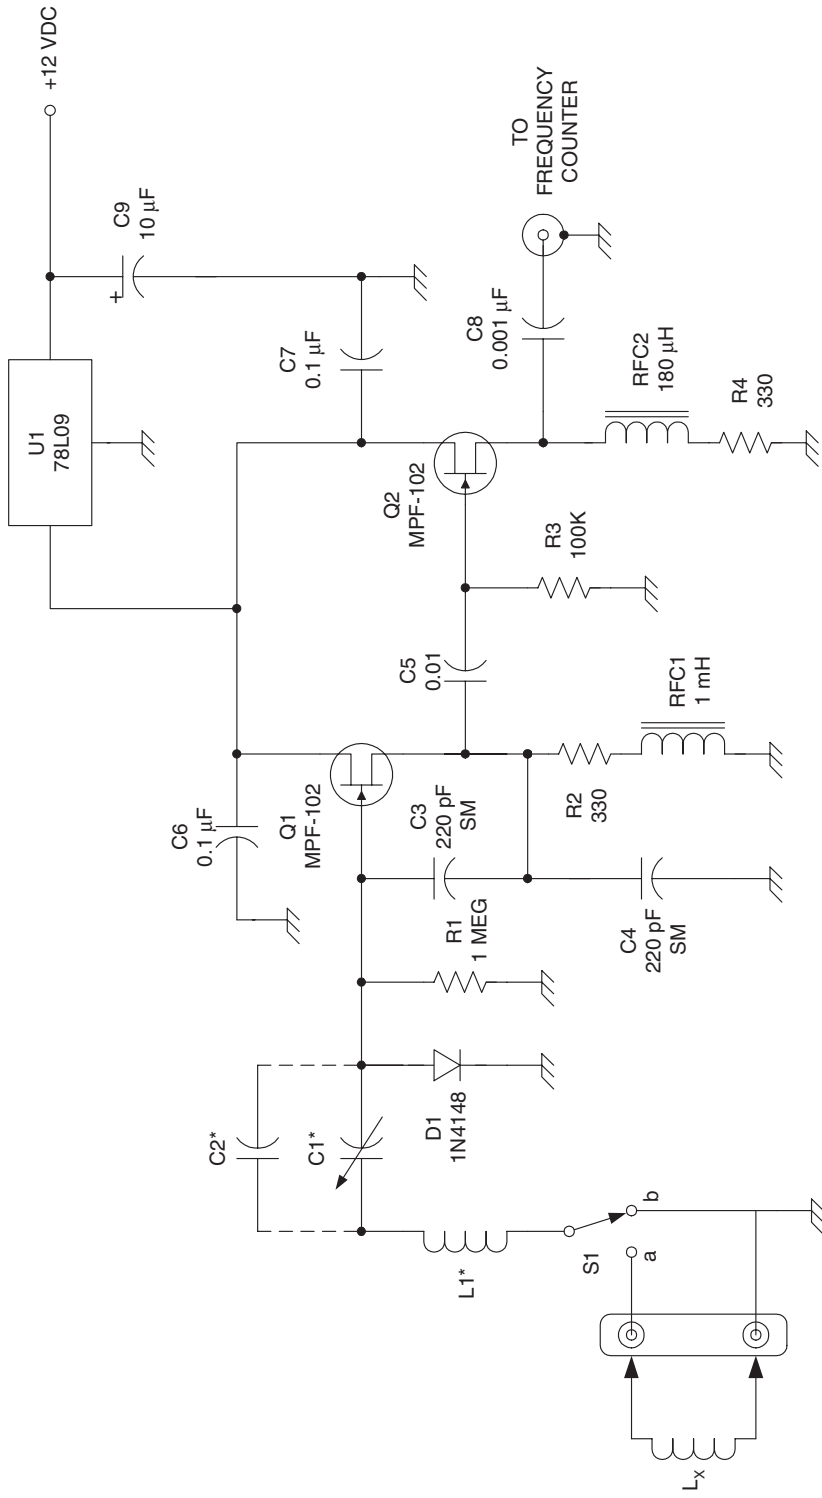 +12 VDC
U1
78L09
C9
10 µF
+
C7
0.1 µF
TO
FREQUENCY
COUNTER
C8
0.001 µF
C6
0.1 µF
Q1
MPF-102
Q2
MPF-102
C5
0.01
R3
100K
RFC2
180 µH
R4
330
C2*
C1*
D1
1N4148
R1
1 MEG
C3
220 pF
SM
C4
220 pF
SM
R2
330
RFC1
1 mH
L1*
S1
a
b
LX